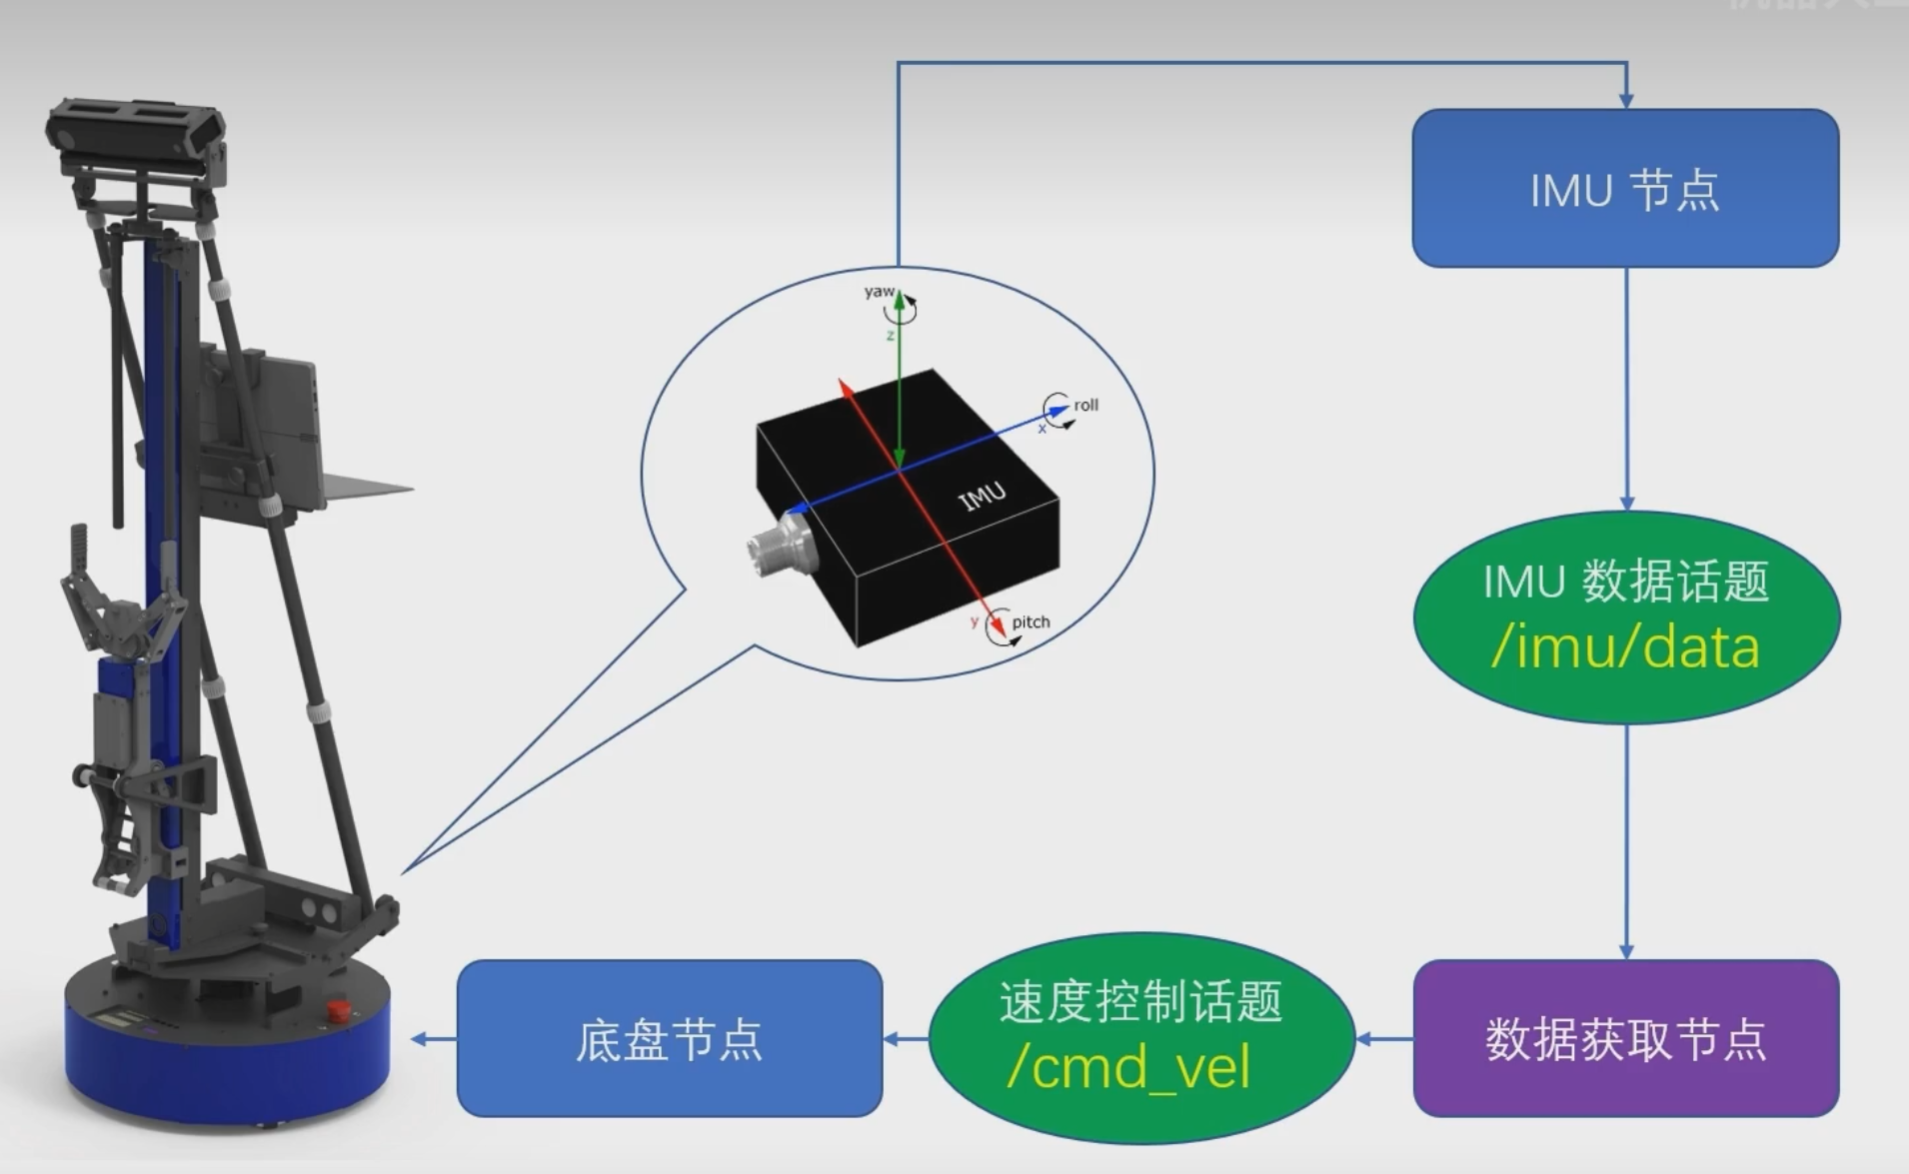 IMU 节点
yaw
z
roll
x
IMU
y
pitch
IMU 数据话题
/imu/data
数据获取节点
速度控制话题
/cmd_vel
底盘节点